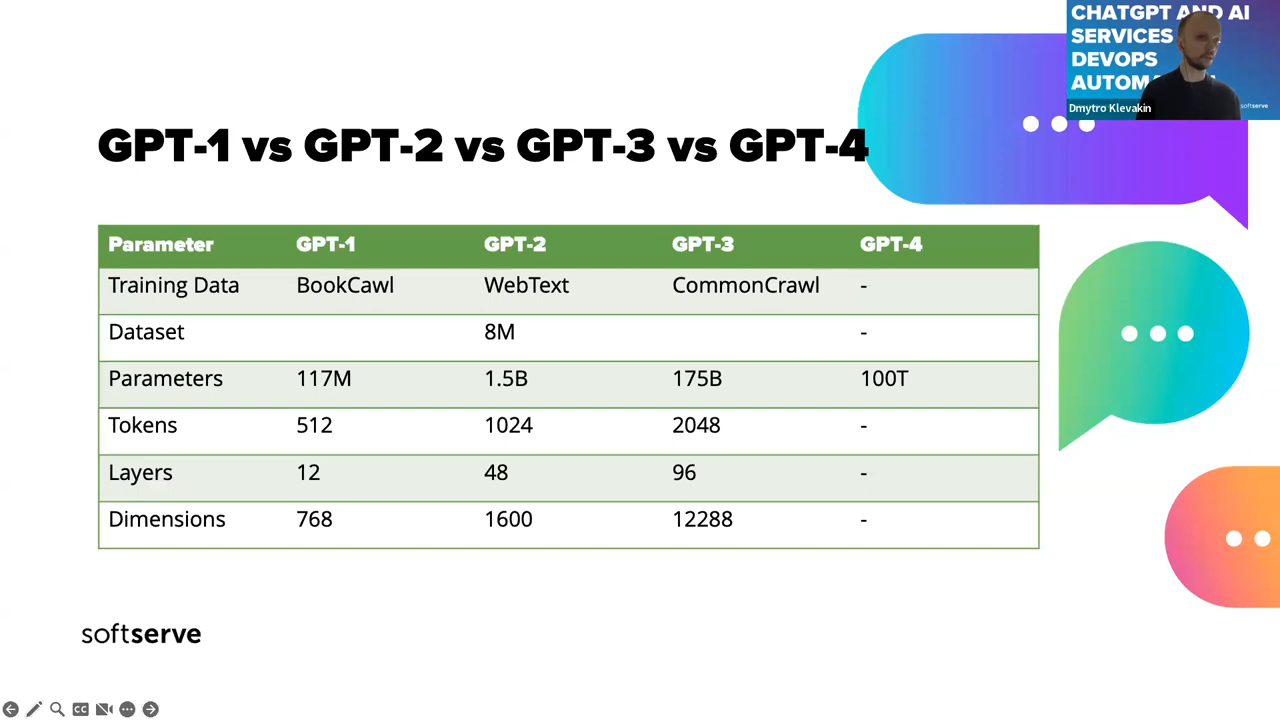 CHATGPT AND AI
SERVICES
DEVOPS
Dmytro Klevakin
softserve
GPT-1 vs GPT-2 vs GPT-3 vs GPT-4
Parameter GPT-1 GPT-2 GPT-3 GPT-4
Training Data BookCawl WebText CommonCrawl -
Dataset 8M -
Parameters 117M 1.5B 175B 100T
Tokens 512 1024 2048 -
Layers 12 48 96 -
Dimensions 768 1600 12288 -
softserve
CC